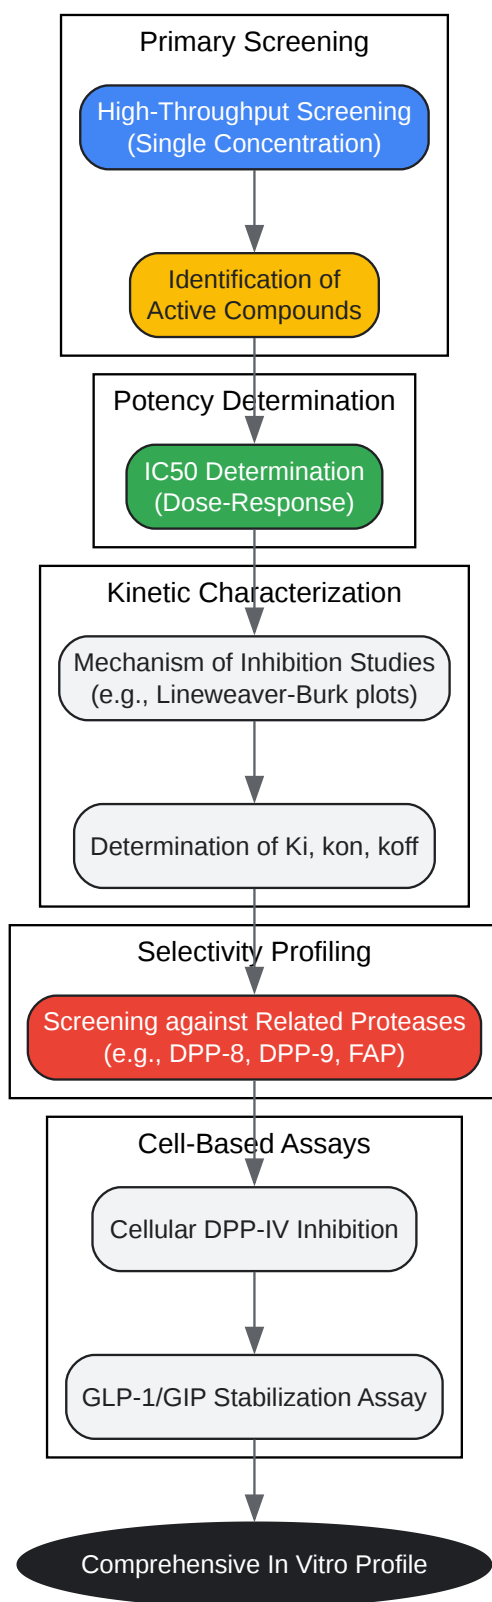 Primary Screening
High-Throughput Screening
(Single Concentration)
Identification of
Active Compounds
Potency Determination
IC50 Determination
(Dose-Response)
Kinetic Characterization
Mechanism of Inhibition Studies
(e.g., Lineweaver-Burk plots)
Determination of Ki, kon, koff
Selectivity Profiling
Screening against Related Proteases
(e.g., DPP-8, DPP-9, FAP)
Cell-Based Assays
Cellular DPP-IV Inhibition
GLP-1/GIP Stabilization Assay
Comprehensive In Vitro Profile